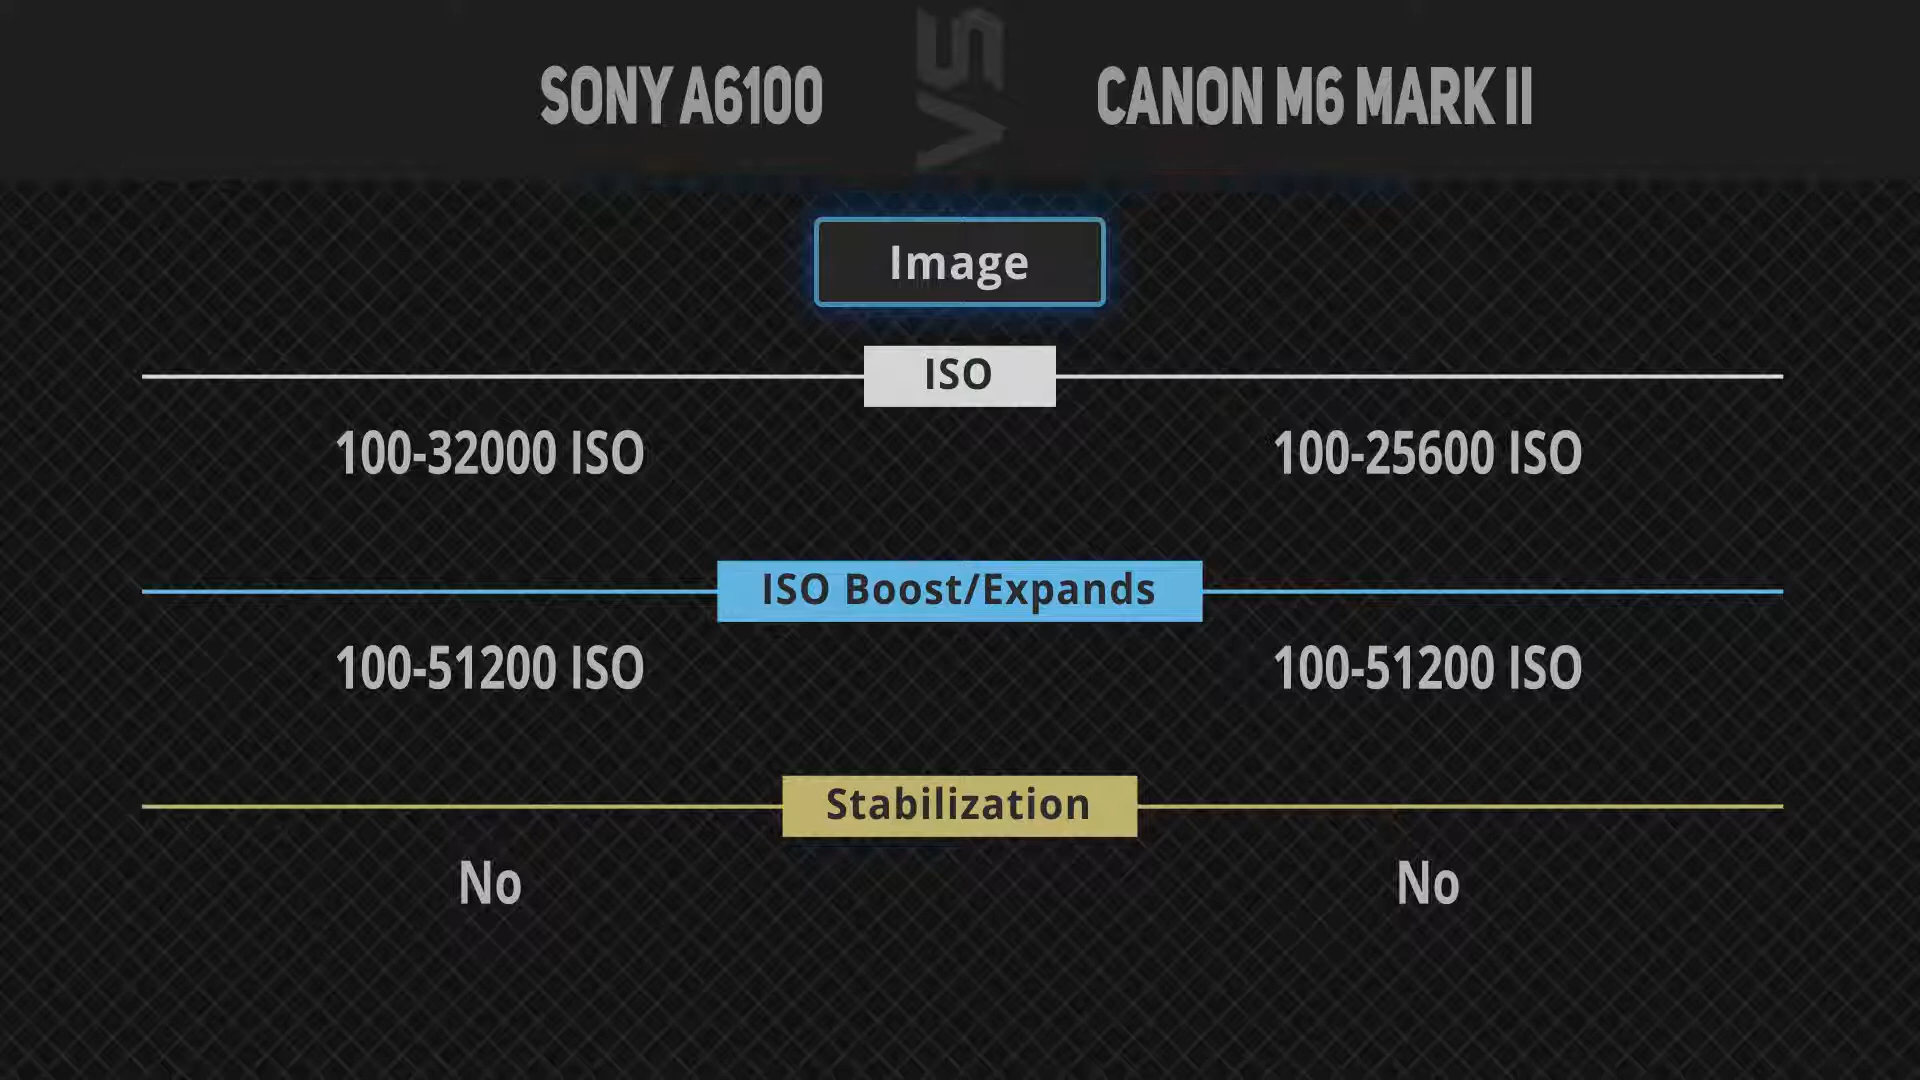 SONY A6100 VS CANON M6 MARK II
Image
ISO
100-32000 ISO 100-25600 ISO
ISO Boost/Expands
100-51200 ISO 100-51200 ISO
Stabilization
No No